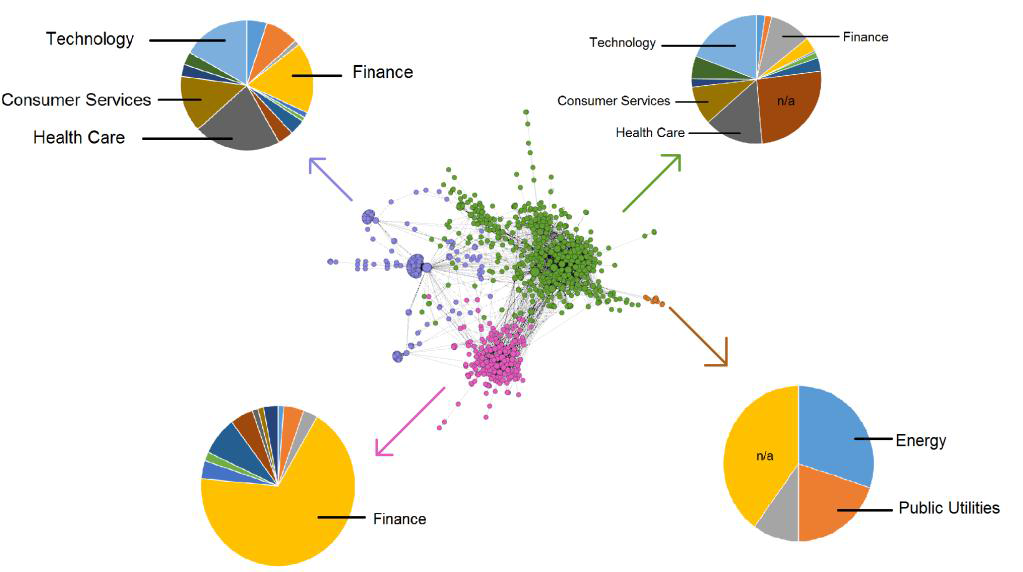 Technology
Finance
Consumer Services
Health Care
Technology
Finance
Consumer Services
n/a
Health Care
Finance
n/a
Energy
Public Utilities